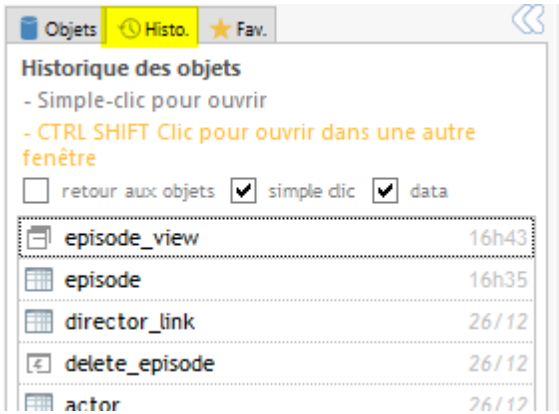 Objets Histo. Fav.
Historique des objets
- Simple-clic pour ouvrir
- CTRL SHIFT Clic pour ouvrir dans une autre
fenêtre
retour aux objets simple clic data
episode_view 16h43
episode 16h35
director_link 26/12
delete_episode 26/12
actor 26/12